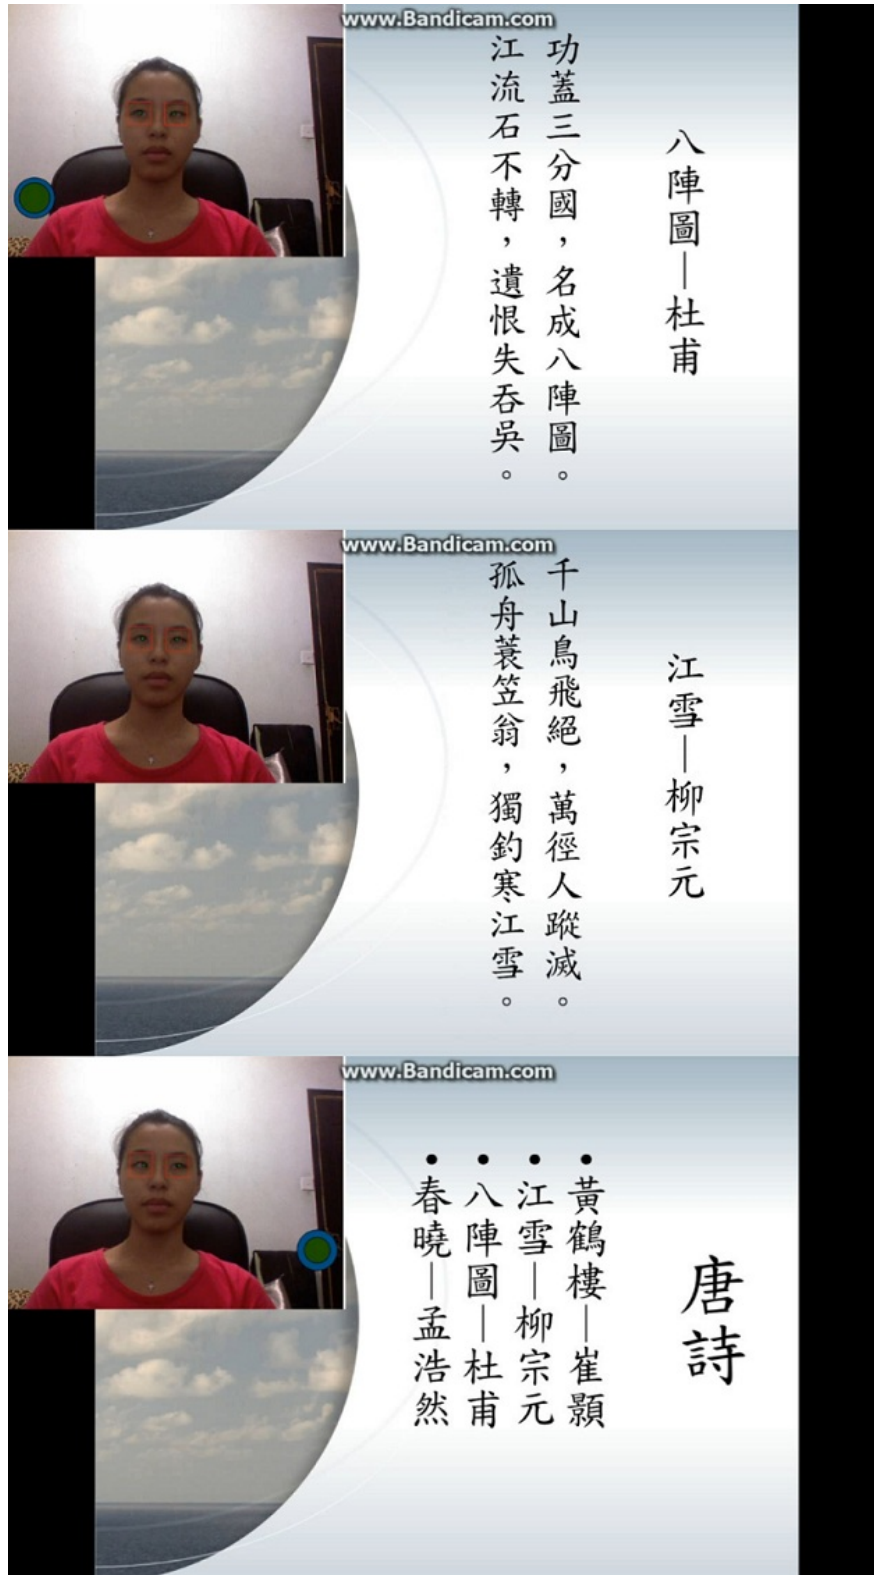 www.Bandicam.com
八陣圖—杜甫
功蓋三分國，名成八陣圖。
江流石不轉，遺恨失吞吳。
www.Bandicam.com
江雪—柳宗元
千山鳥飛絕，萬徑人蹤滅。
孤舟蓑笠翁，獨釣寒江雪。
www.Bandicam.com
唐詩
•黃鶴樓—崔顥
•江雪—柳宗元
•八陣圖—杜甫
•春曉—孟浩然